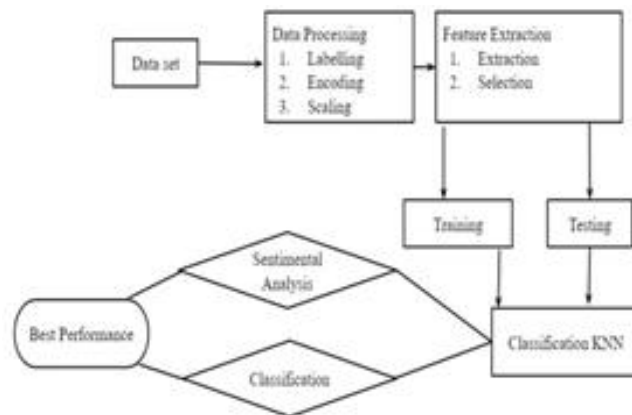 Data set
Data Processing
1. Labelling
2. Encoding
3. Scaling
Feature Extraction
1. Extraction
2. Selection
Training
Testing
Sentimental
Analysis
Best Performance
Classification KNN
Classification